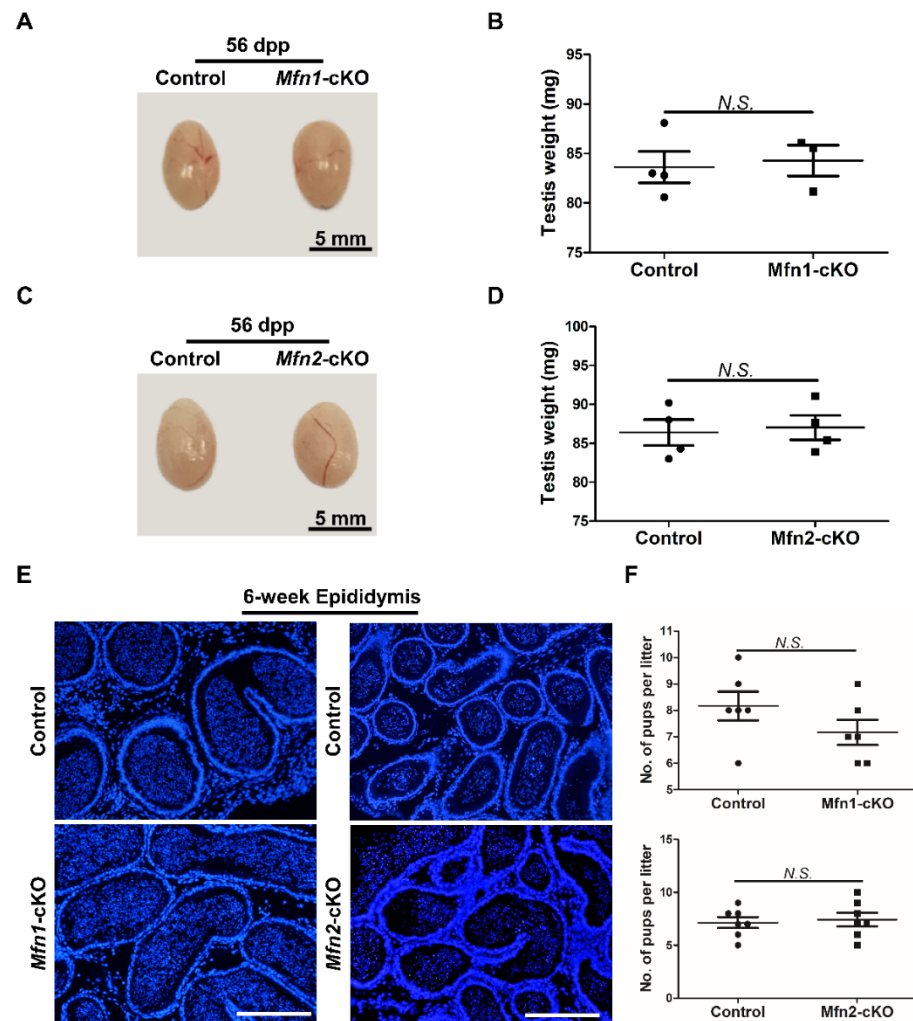 A
56 dpp
Control Mfn1-cKO
5 mm
B
Testis weight (mg)
95
90
85
80
75
N.S.
Control Mfn1-cKO
C
56 dpp
Control Mfn2-cKO
5 mm
D
Testis weight (mg)
100
95
90
85
80
75
N.S.
Control Mfn2-cKO
E
6-week Epididymis
Control
Control
Mfn1-cKO
Mfn2-cKO
F
No. of pups per litter
11
10
9
8
7
6
5
N.S.
Control Mfn1-cKO
No. of pups per litter
15
10
5
0
N.S.
Control Mfn2-cKO